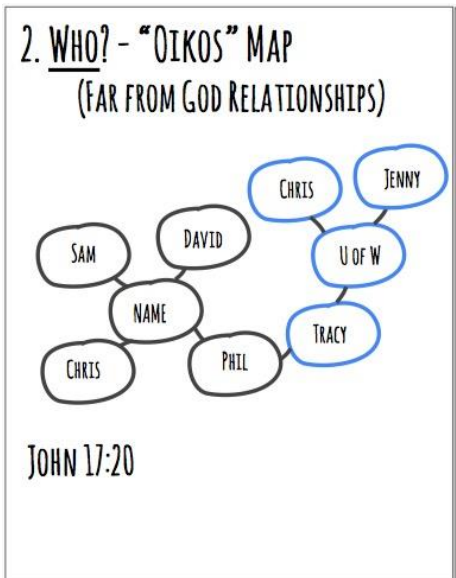 2. WHO? - "OIKOS" MAP
(FAR FROM GOD RELATIONSHIPS)
CHRIS
JENNY
SAM
DAVID
U OF W
NAME
TRACY
CHRIS
PHIL
JOHN 17:20